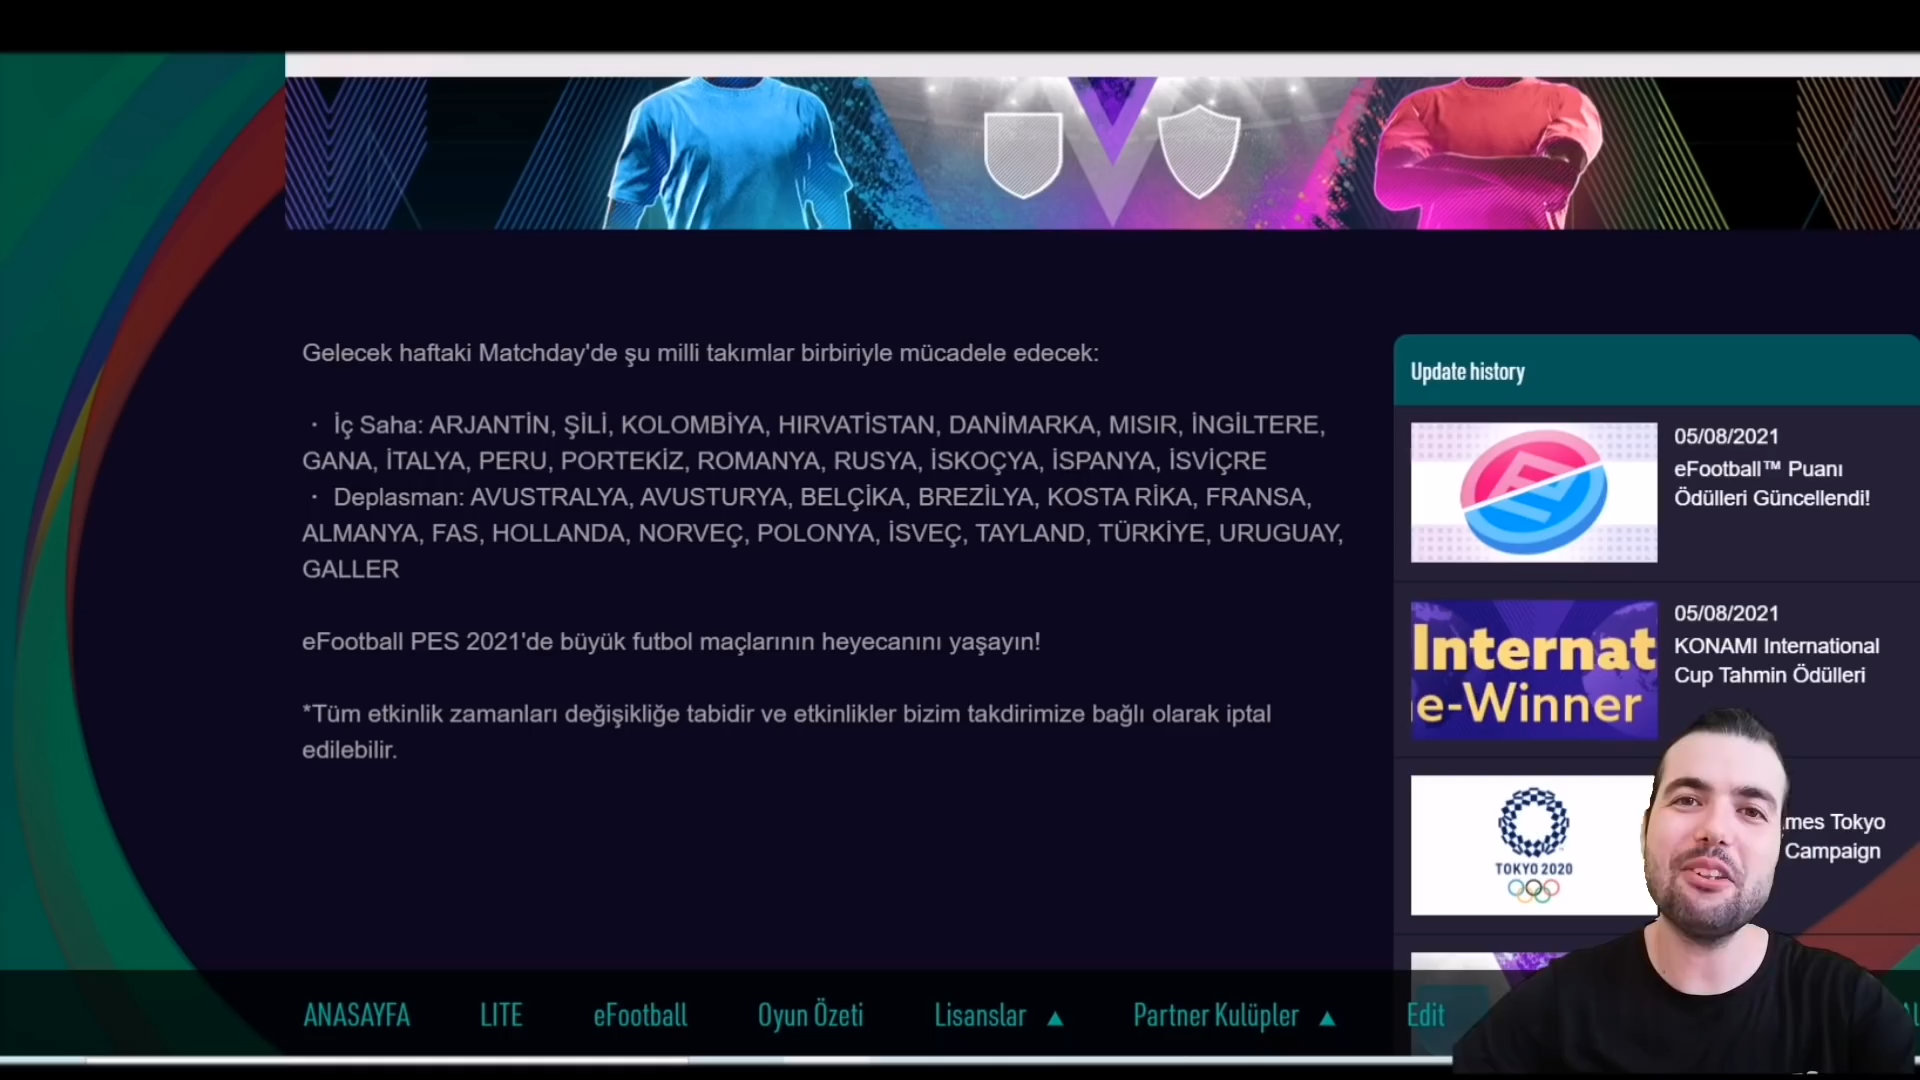 Gelecek haftaki Matchday'de şu milli takımlar birbiriyle mücadele edecek:
・ İç Saha: ARJANTİN, ŞİLİ, KOLOMBİYA, HIRVATİSTAN, DANİMARKA, MISIR, İNGİLTERE,
GANA, İTALYA, PERU, PORTEKİZ, ROMANYA, RUSYA, İSKOÇYA, İSPANYA, İSVİÇRE
・ Deplasman: AVUSTRALYA, AVUSTURYA, BELÇİKA, BREZİLYA, KOSTA RİKA, FRANSA,
ALMANYA, FAS, HOLLANDA, NORVEÇ, POLONYA, İSVEÇ, TAYLAND, TÜRKİYE, URUGUAY,
GALLER
eFootball PES 2021'de büyük futbol maçlarının heyecanını yaşayın!
*Tüm etkinlik zamanları değişikliğe tabidir ve etkinlikler bizim takdirimize bağlı olarak iptal
edilebilir.
Update history
05/08/2021
eFootball™ Puanı
Ödülleri Güncellendi!
Internat
e-Winner
05/08/2021
KONAMI International
Cup Tahmin Ödülleri
TOKYO 2020
mes Tokyo
Campaign
ANASAYFA LITE eFootball Oyun Özeti Lisanslar ▲ Partner Kulüpler ▲ Edit